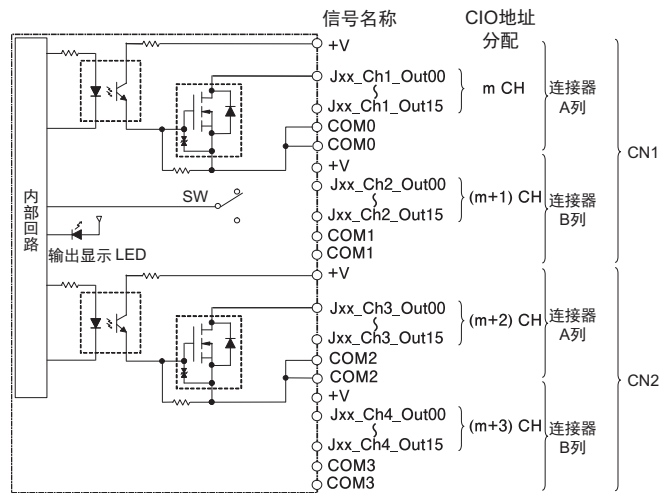 信号名称
CIO地址
分配
+V
Jxx_Ch1_Out00
Jxx_Ch1_Out15
m CH
连接器
A列
COM0
COM0
CN1
+V
Jxx_Ch2_Out00
Jxx_Ch2_Out15
(m+1) CH
连接器
B列
COM1
COM1
内部回路
SW
输出显示 LED
+V
Jxx_Ch3_Out00
Jxx_Ch3_Out15
(m+2) CH
连接器
A列
COM2
COM2
CN2
+V
Jxx_Ch4_Out00
Jxx_Ch4_Out15
(m+3) CH
连接器
B列
COM3
COM3